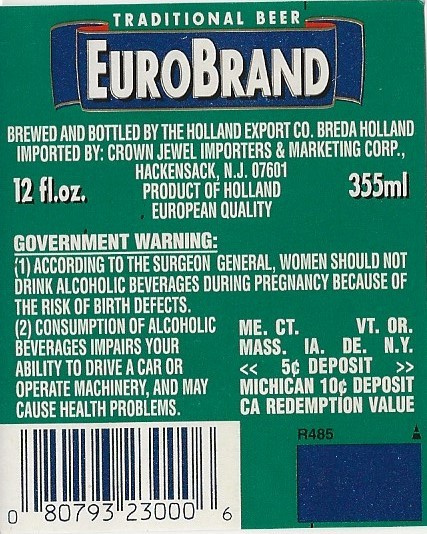 TRADITIONAL BEER
EUROBRAND
BREWED AND BOTTLED BY THE HOLLAND EXPORT CO. BREDA HOLLAND
IMPORTED BY: CROWN JEWEL IMPORTERS & MARKETING CORP.,
HACKENSACK, N.J. 07601
12 fl.oz. PRODUCT OF HOLLAND 355ml
EUROPEAN QUALITY
GOVERNMENT WARNING:
(1) ACCORDING TO THE SURGEON GENERAL, WOMEN SHOULD NOT
DRINK ALCOHOLIC BEVERAGES DURING PREGNANCY BECAUSE OF
THE RISK OF BIRTH DEFECTS.
(2) CONSUMPTION OF ALCOHOLIC
BEVERAGES IMPAIRS YOUR
ABILITY TO DRIVE A CAR OR
OPERATE MACHINERY, AND MAY
CAUSE HEALTH PROBLEMS.
ME. CT. VT. OR.
MASS. IA. DE. N.Y.
<< 5¢ DEPOSIT >>
MICHICAN 10¢ DEPOSIT
CA REDEMPTION VALUE
R485
0 80793 23000 6